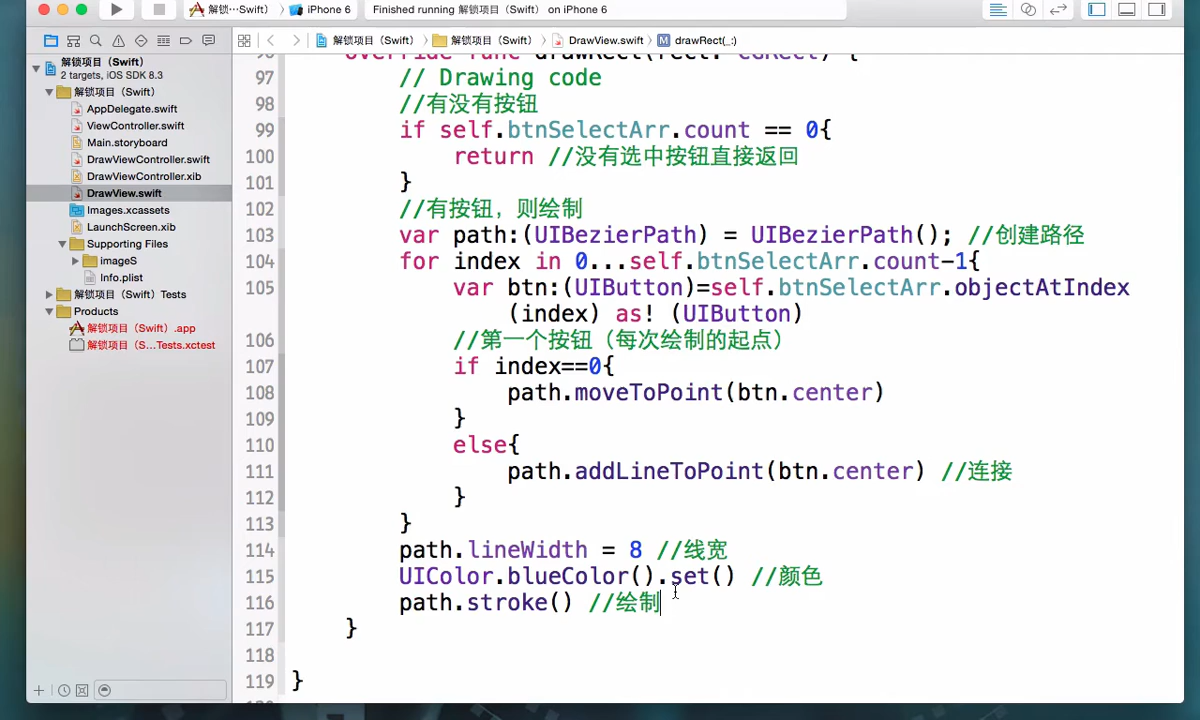 解锁…Swift） 〉 iPhone 6
Finished running 解锁项目（Swift） on iPhone 6
解锁项目（Swift） 〉 解锁项目（Swift） 〉 DrawView.swift 〉 M drawRect(_:)
解锁项目（Swift）
2 targets, iOS SDK 8.3
解锁项目（Swift）
AppDelegate.swift
ViewController.swift
Main.storyboard
DrawViewController.swift
DrawViewController.xib
DrawView.swift
Images.xcassets
LaunchScreen.xib
Supporting Files
imageS
Info.plist
解锁项目（Swift）Tests
Products
解锁项目（Swift）.app
解锁项目（S…Tests.xctest
96 override func drawRect(rect: CGRect) {
97 // Drawing code
98 //有没有按钮
99 if self.btnSelectArr.count == 0{
100 return //没有选中按钮直接返回
101 }
102 //有按钮，则绘制
103 var path:(UIBezierPath) = UIBezierPath(); //创建路径
104 for index in 0...self.btnSelectArr.count-1{
105 var btn:(UIButton)=self.btnSelectArr.objectAtIndex
(index) as! (UIButton)
106 //第一个按钮（每次绘制的起点）
107 if index==0{
108 path.moveToPoint(btn.center)
109 }
110 else{
111 path.addLineToPoint(btn.center) //连接
112 }
113 }
114 path.lineWidth = 8 //线宽
115 UIColor.blueColor().set() //颜色
116 path.stroke() //绘制
117 }
118
119 }